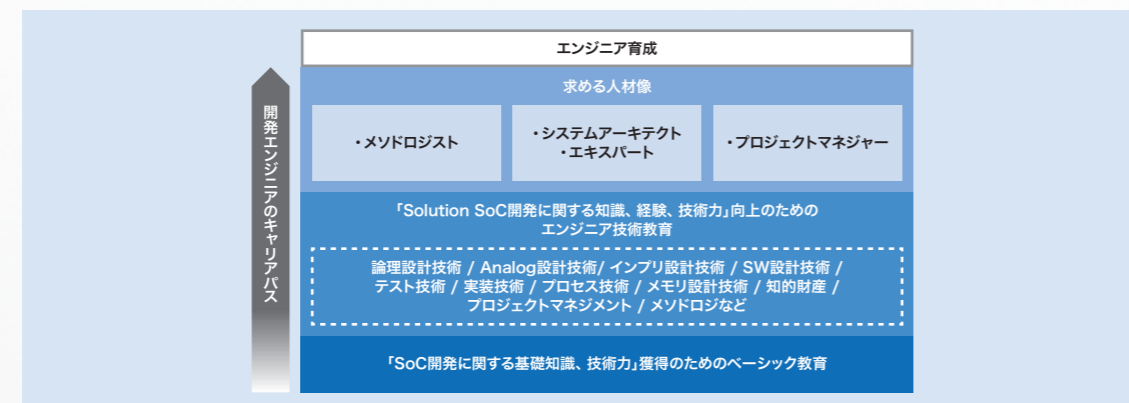 エンジニア育成
求める人材像
・メソドロジスト
・システムアーキテクト
・エキスパート
・プロジェクトマネジャー
開発エンジニアのキャリアパス
「Solution SoC開発に関する知識、経験、技術力」向上のための
エンジニア技術教育
論理設計技術 / Analog設計技術/ インプリ設計技術 / SW設計技術 /
テスト技術 / 実装技術 / プロセス技術 / メモリ設計技術 / 知的財産 /
プロジェクトマネジメント / メソドロジなど
「SoC開発に関する基礎知識、技術力」獲得のためのベーシック教育